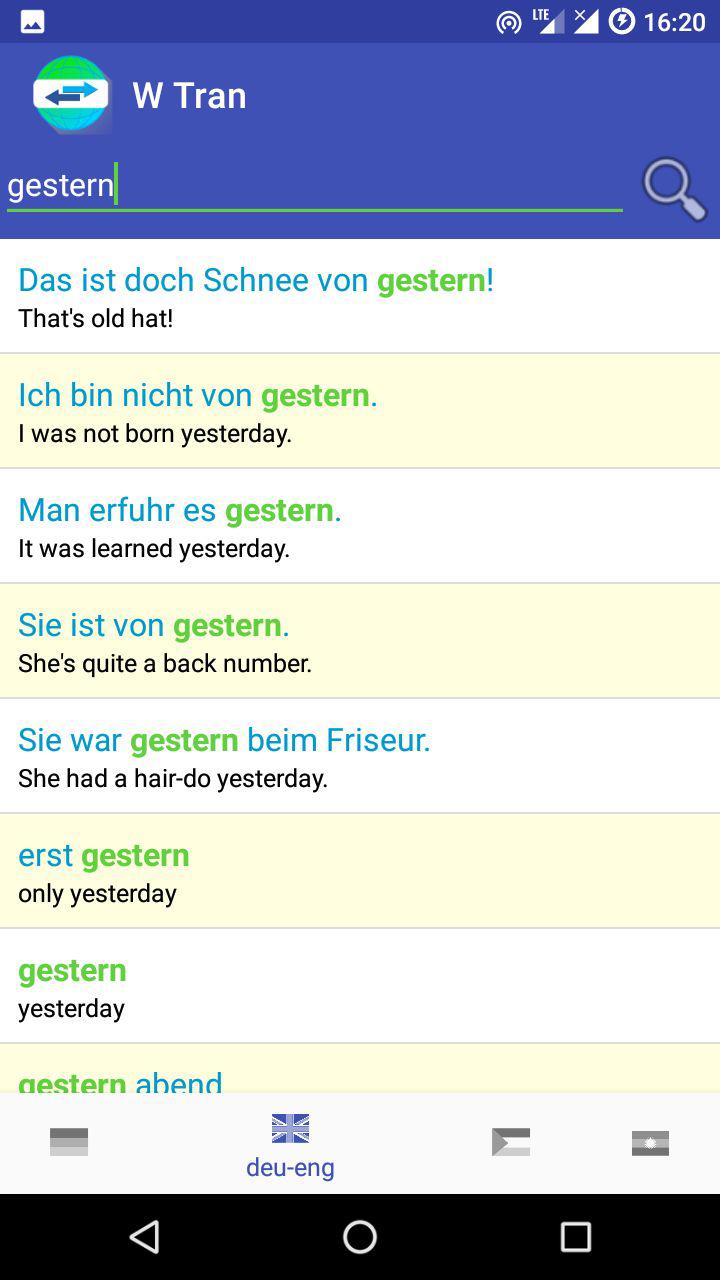 LTE 16:20
W Tran
gestern
Das ist doch Schnee von gestern!
That's old hat!
Ich bin nicht von gestern.
I was not born yesterday.
Man erfuhr es gestern.
It was learned yesterday.
Sie ist von gestern.
She's quite a back number.
Sie war gestern beim Friseur.
She had a hair-do yesterday.
erst gestern
only yesterday
gestern
yesterday
gestern abend
deu-eng